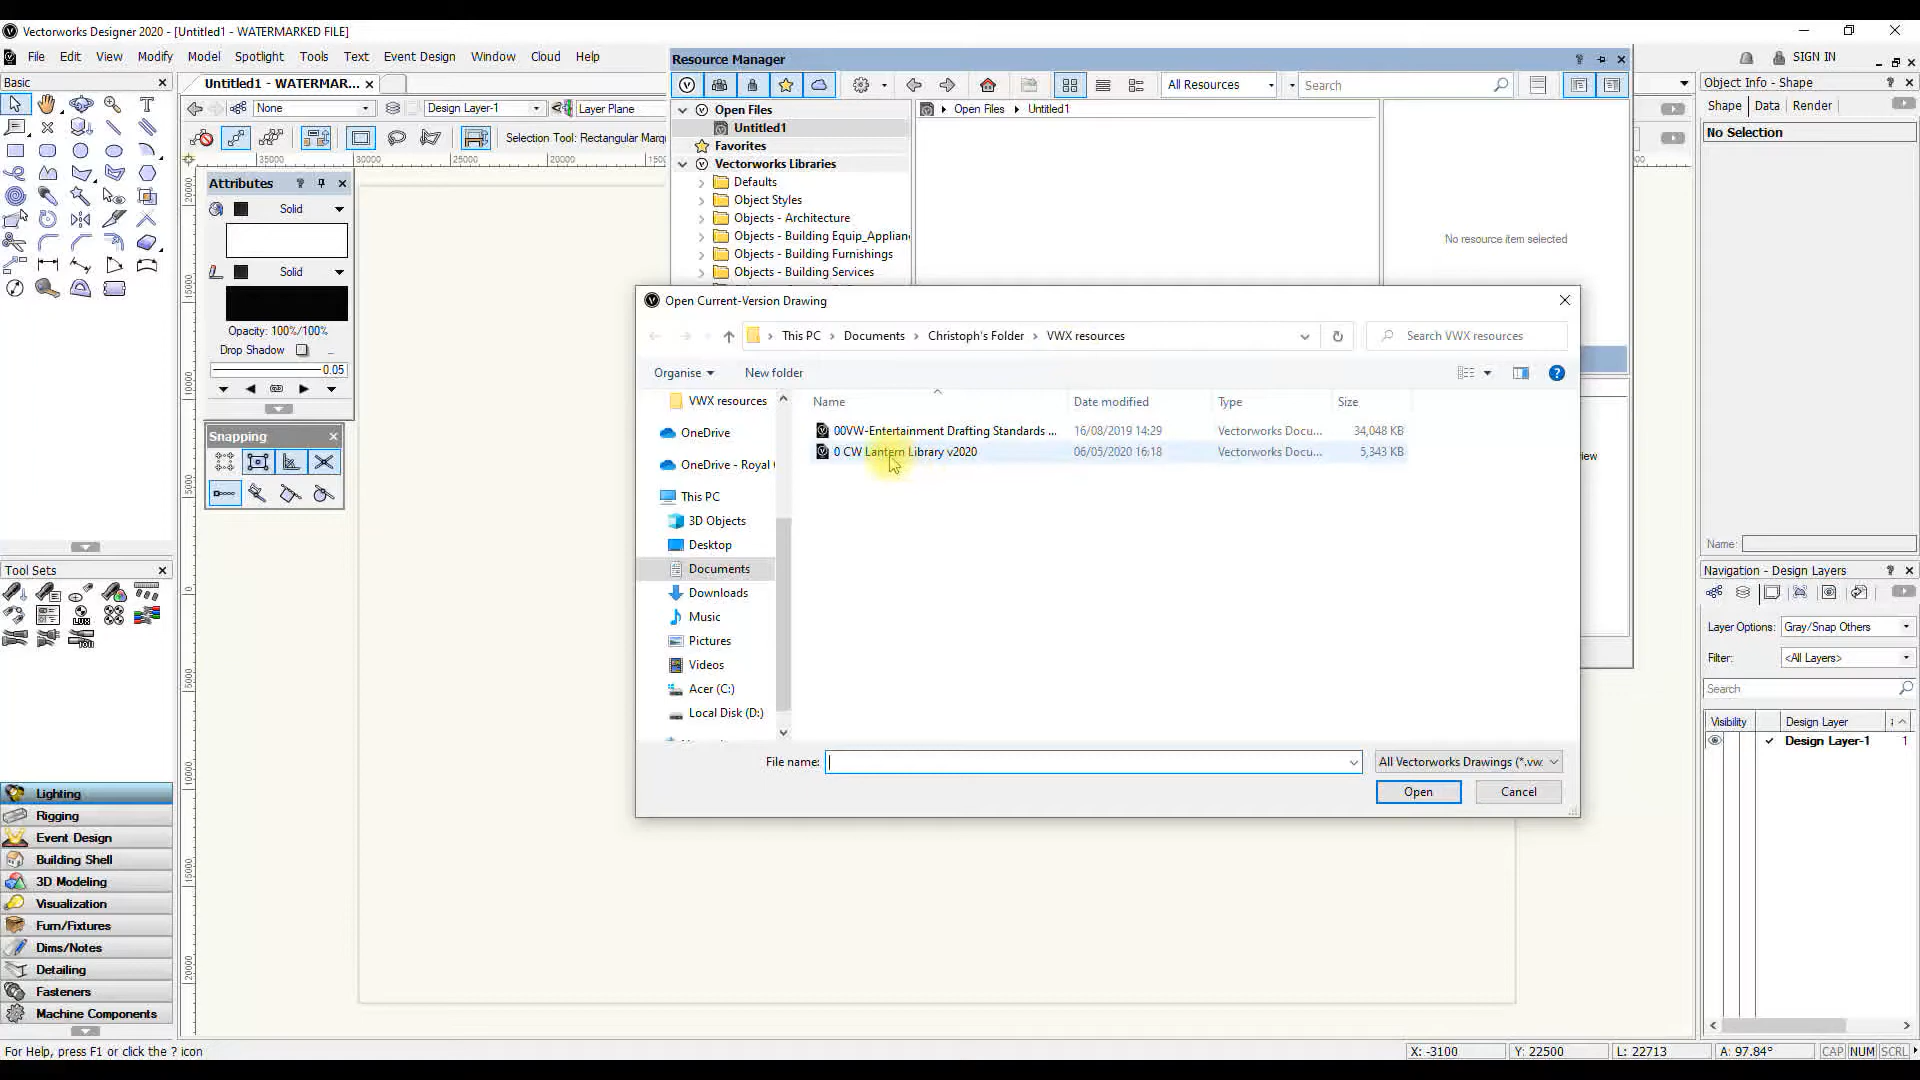 Vectorworks Designer 2020 - [Untitled1 - WATERMARKED FILE]
File Edit View Modify Model Spotlight Tools Text Event Design Window Cloud Help
SIGN IN
Basic
Untitled1 - WATERMAR...
None
Design Layer-1
Layer Plane
Selection Tool: Rectangular Marq
35000 30000 25000 20000
Attributes
Solid
Solid
Opacity: 100%/100%
Drop Shadow
0.05
Snapping
Tool Sets
LUX
TON
Lighting
Rigging
Event Design
Building Shell
3D Modeling
Visualization
Furn/Fixtures
Dims/Notes
Detailing
Fasteners
Machine Components
Resource Manager
All Resources
Search
Open Files
Untitled1
Favorites
Vectorworks Libraries
Defaults
Object Styles
Objects - Architecture
Objects - Building Equip_Applian
Objects - Building Furnishings
Objects - Building Services
Open Files Untitled1
No resource item selected
Open Current-Version Drawing
This PC Documents Christoph's Folder VWX resources
Search VWX resources
Organise New folder
VWX resources
OneDrive
OneDrive - Royal
This PC
3D Objects
Desktop
Documents
Downloads
Music
Pictures
Videos
Acer (C:)
Local Disk (D:)
Name Date modified Type Size
00VW-Entertainment Drafting Standards ... 16/08/2019 14:29 Vectorworks Docu... 34,048 KB
0 CW Lantern Library v2020 06/05/2020 16:18 Vectorworks Docu... 5,343 KB
File name:
All Vectorworks Drawings (*.vw
Open Cancel
Object Info - Shape
Shape Data Render
No Selection
Name:
Navigation - Design Layers
Layer Options: Gray/Snap Others
Filter: <All Layers>
Search
Visibility Design Layer
Design Layer-1 1
For Help, press F1 or click the ? icon
X: -3100 Y: 22500 L: 22713 A: 97.84° CAP NUM SCRL